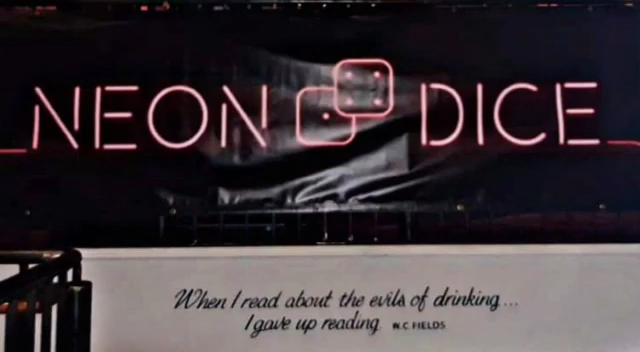 NEON DICE
When I read about the evils of drinking...
I gave up reading. W.C. FIELDS